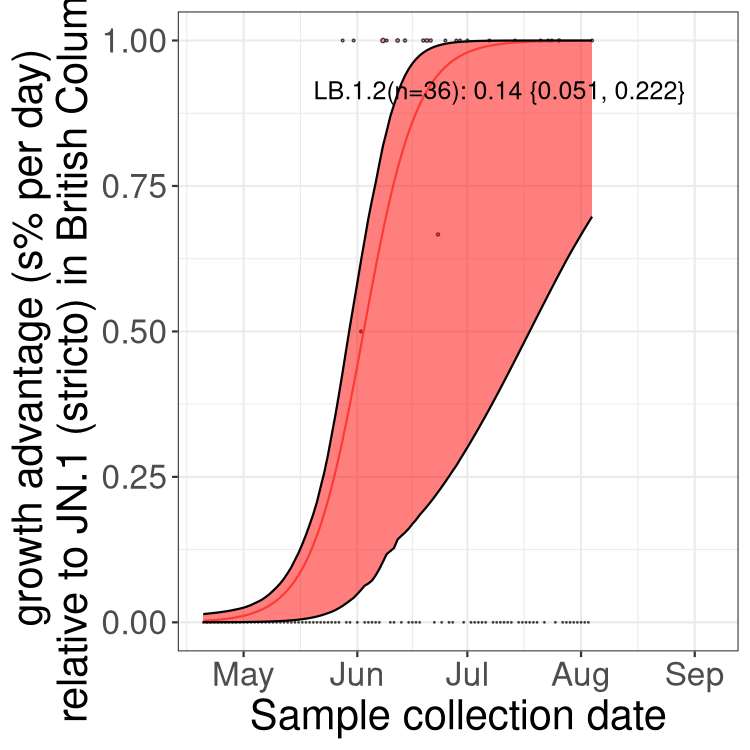 growth advantage (s% per day)
relative to JN.1 (stricto) in British Colum
1.00
0.75
0.50
0.25
0.00
LB.1.2(n=36): 0.14 {0.051, 0.222}
May Jun Jul Aug Sep
Sample collection date